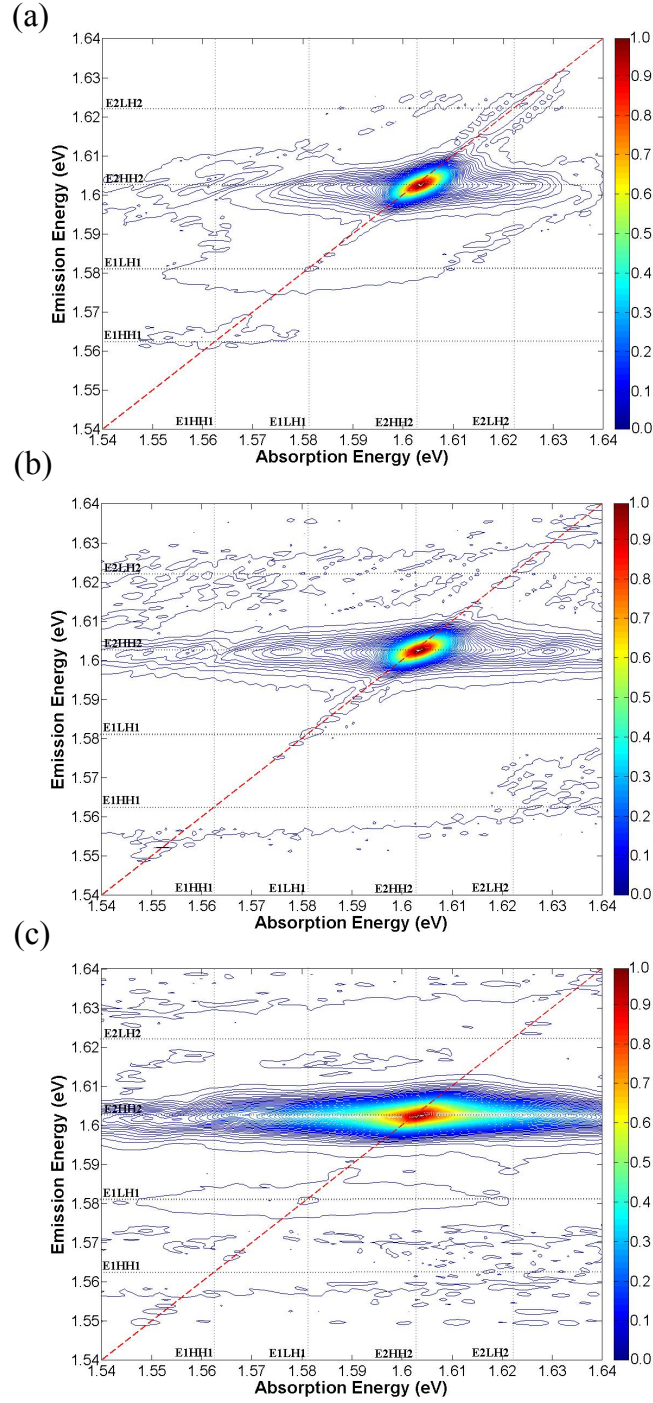 (a)
1.64
1.63
1.62
1.61
1.6
1.59
1.58
1.57
1.56
1.55
1.54
Emission Energy (eV)
E2LH2
E2HH2
E1LH1
E1HH1
E1HH1 E1LH1 E2HH2 E2LH2
1.54 1.55 1.56 1.57 1.58 1.59 1.6 1.61 1.62 1.63 1.64
Absorption Energy (eV)
1.0
0.9
0.8
0.7
0.6
0.5
0.4
0.3
0.2
0.1
0.0
(b)
1.64
1.63
1.62
1.61
1.6
1.59
1.58
1.57
1.56
1.55
1.54
Emission Energy (eV)
E2LH2
E2HH2
E1LH1
E1HH1
E1HH1 E1LH1 E2HH2 E2LH2
1.54 1.55 1.56 1.57 1.58 1.59 1.6 1.61 1.62 1.63 1.64
Absorption Energy (eV)
1.0
0.9
0.8
0.7
0.6
0.5
0.4
0.3
0.2
0.1
0.0
(c)
1.64
1.63
1.62
1.61
1.6
1.59
1.58
1.57
1.56
1.55
1.54
Emission Energy (eV)
E2LH2
E2HH2
E1LH1
E1HH1
E1HH1 E1LH1 E2HH2 E2LH2
1.54 1.55 1.56 1.57 1.58 1.59 1.6 1.61 1.62 1.63 1.64
Absorption Energy (eV)
1.0
0.9
0.8
0.7
0.6
0.5
0.4
0.3
0.2
0.1
0.0